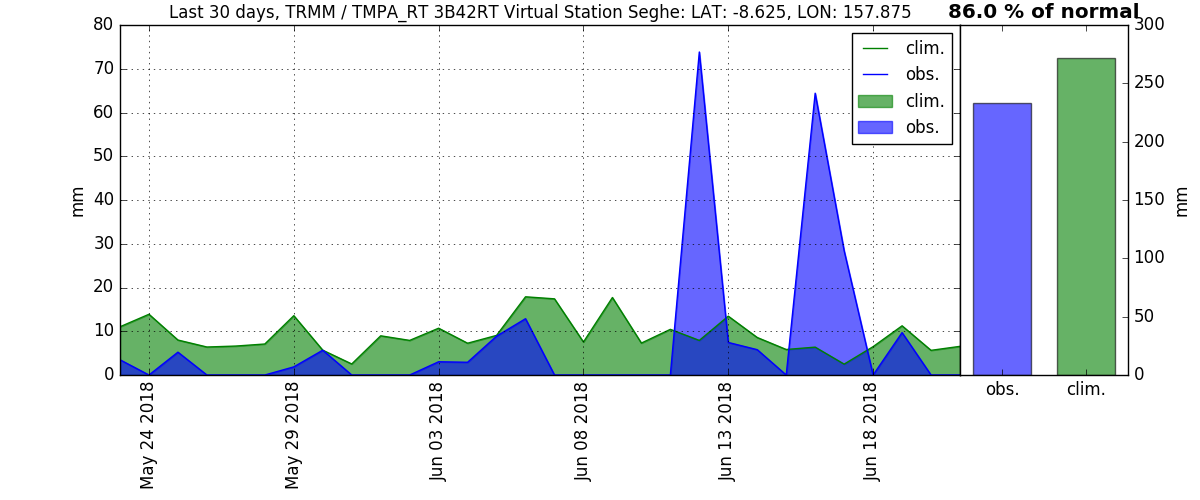 Last 30 days, TRMM / TMPA_RT 3B42RT Virtual Station Seghe: LAT: -8.625, LON: 157.875
86.0 % of normal
80
70
60
50
40
30
20
10
0
mm
clim.
obs.
clim.
obs.
May 24 2018
May 29 2018
Jun 03 2018
Jun 08 2018
Jun 13 2018
Jun 18 2018
300
250
200
150
100
50
0
mm
obs.
clim.